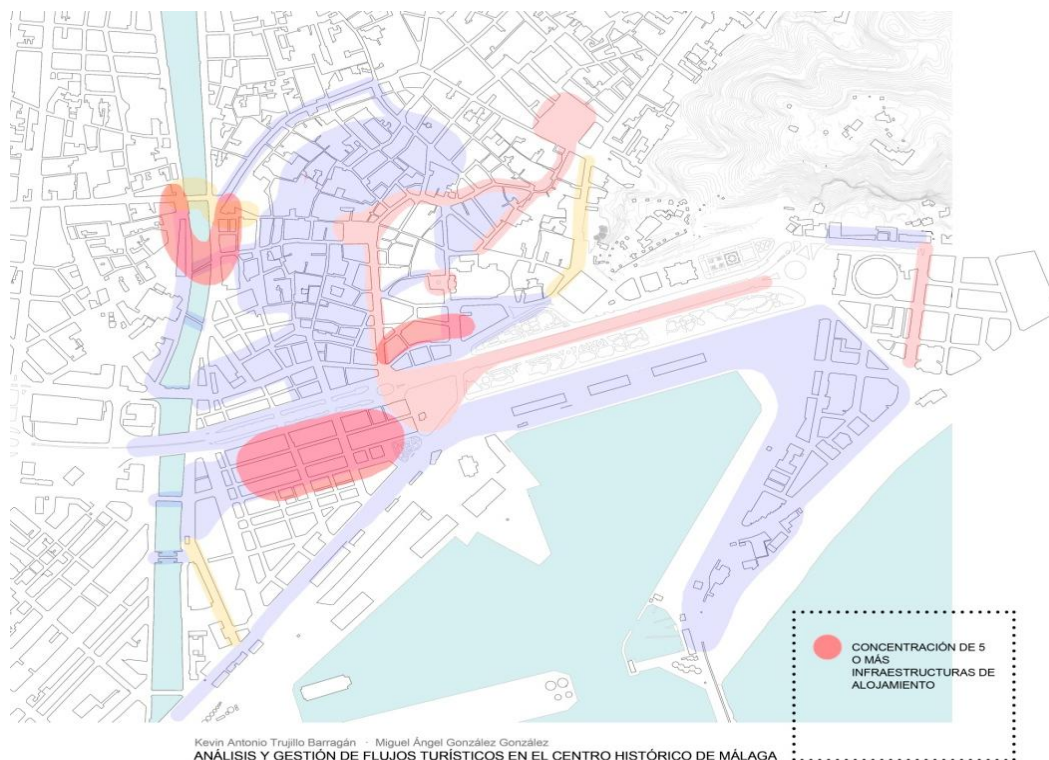 CONCENTRACIÓN DE 5
O MÁS
INFRAESTRUCTURAS DE
ALOJAMIENTO
Kevin Antonio Trujillo Barragán · Miguel Ángel González González
ANÁLISIS Y GESTIÓN DE FLUJOS TURÍSTICOS EN EL CENTRO HISTÓRICO DE MÁLAGA